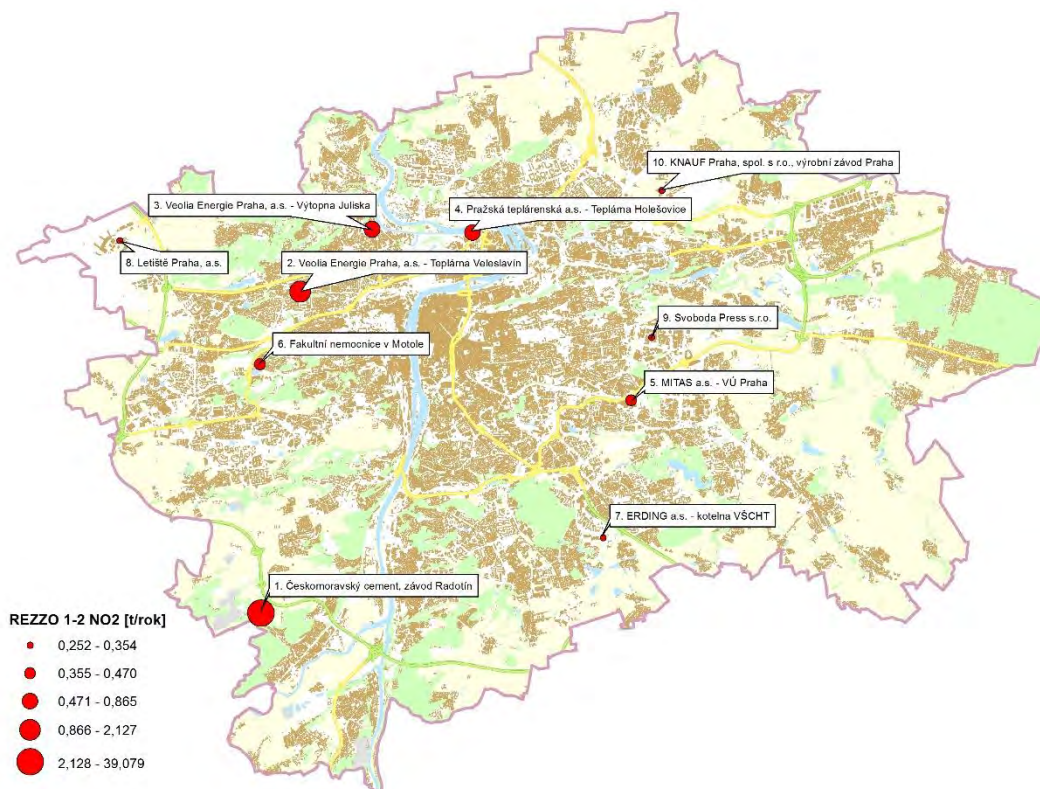 10. KNAUF Praha, spol. s r.o., výrobní závod Praha
3. Veolia Energie Praha, a.s. - Výtopna Juliska
4. Pražská teplárenská a.s. - Teplárna Holešovice
8. Letiště Praha, a.s.
2. Veolia Energie Praha, a.s. - Teplárna Veleslavín
9. Svoboda Press s.r.o.
6. Fakultní nemocnice v Motole
5. MITAS a.s. - VÚ Praha
7. ERDING a.s. - kotelna VŠCHT
1. Českomoravský cement, závod Radotín
REZZO 1-2 NO2 [t/rok]
0,252 - 0,354
0,355 - 0,470
0,471 - 0,865
0,866 - 2,127
2,128 - 39,079